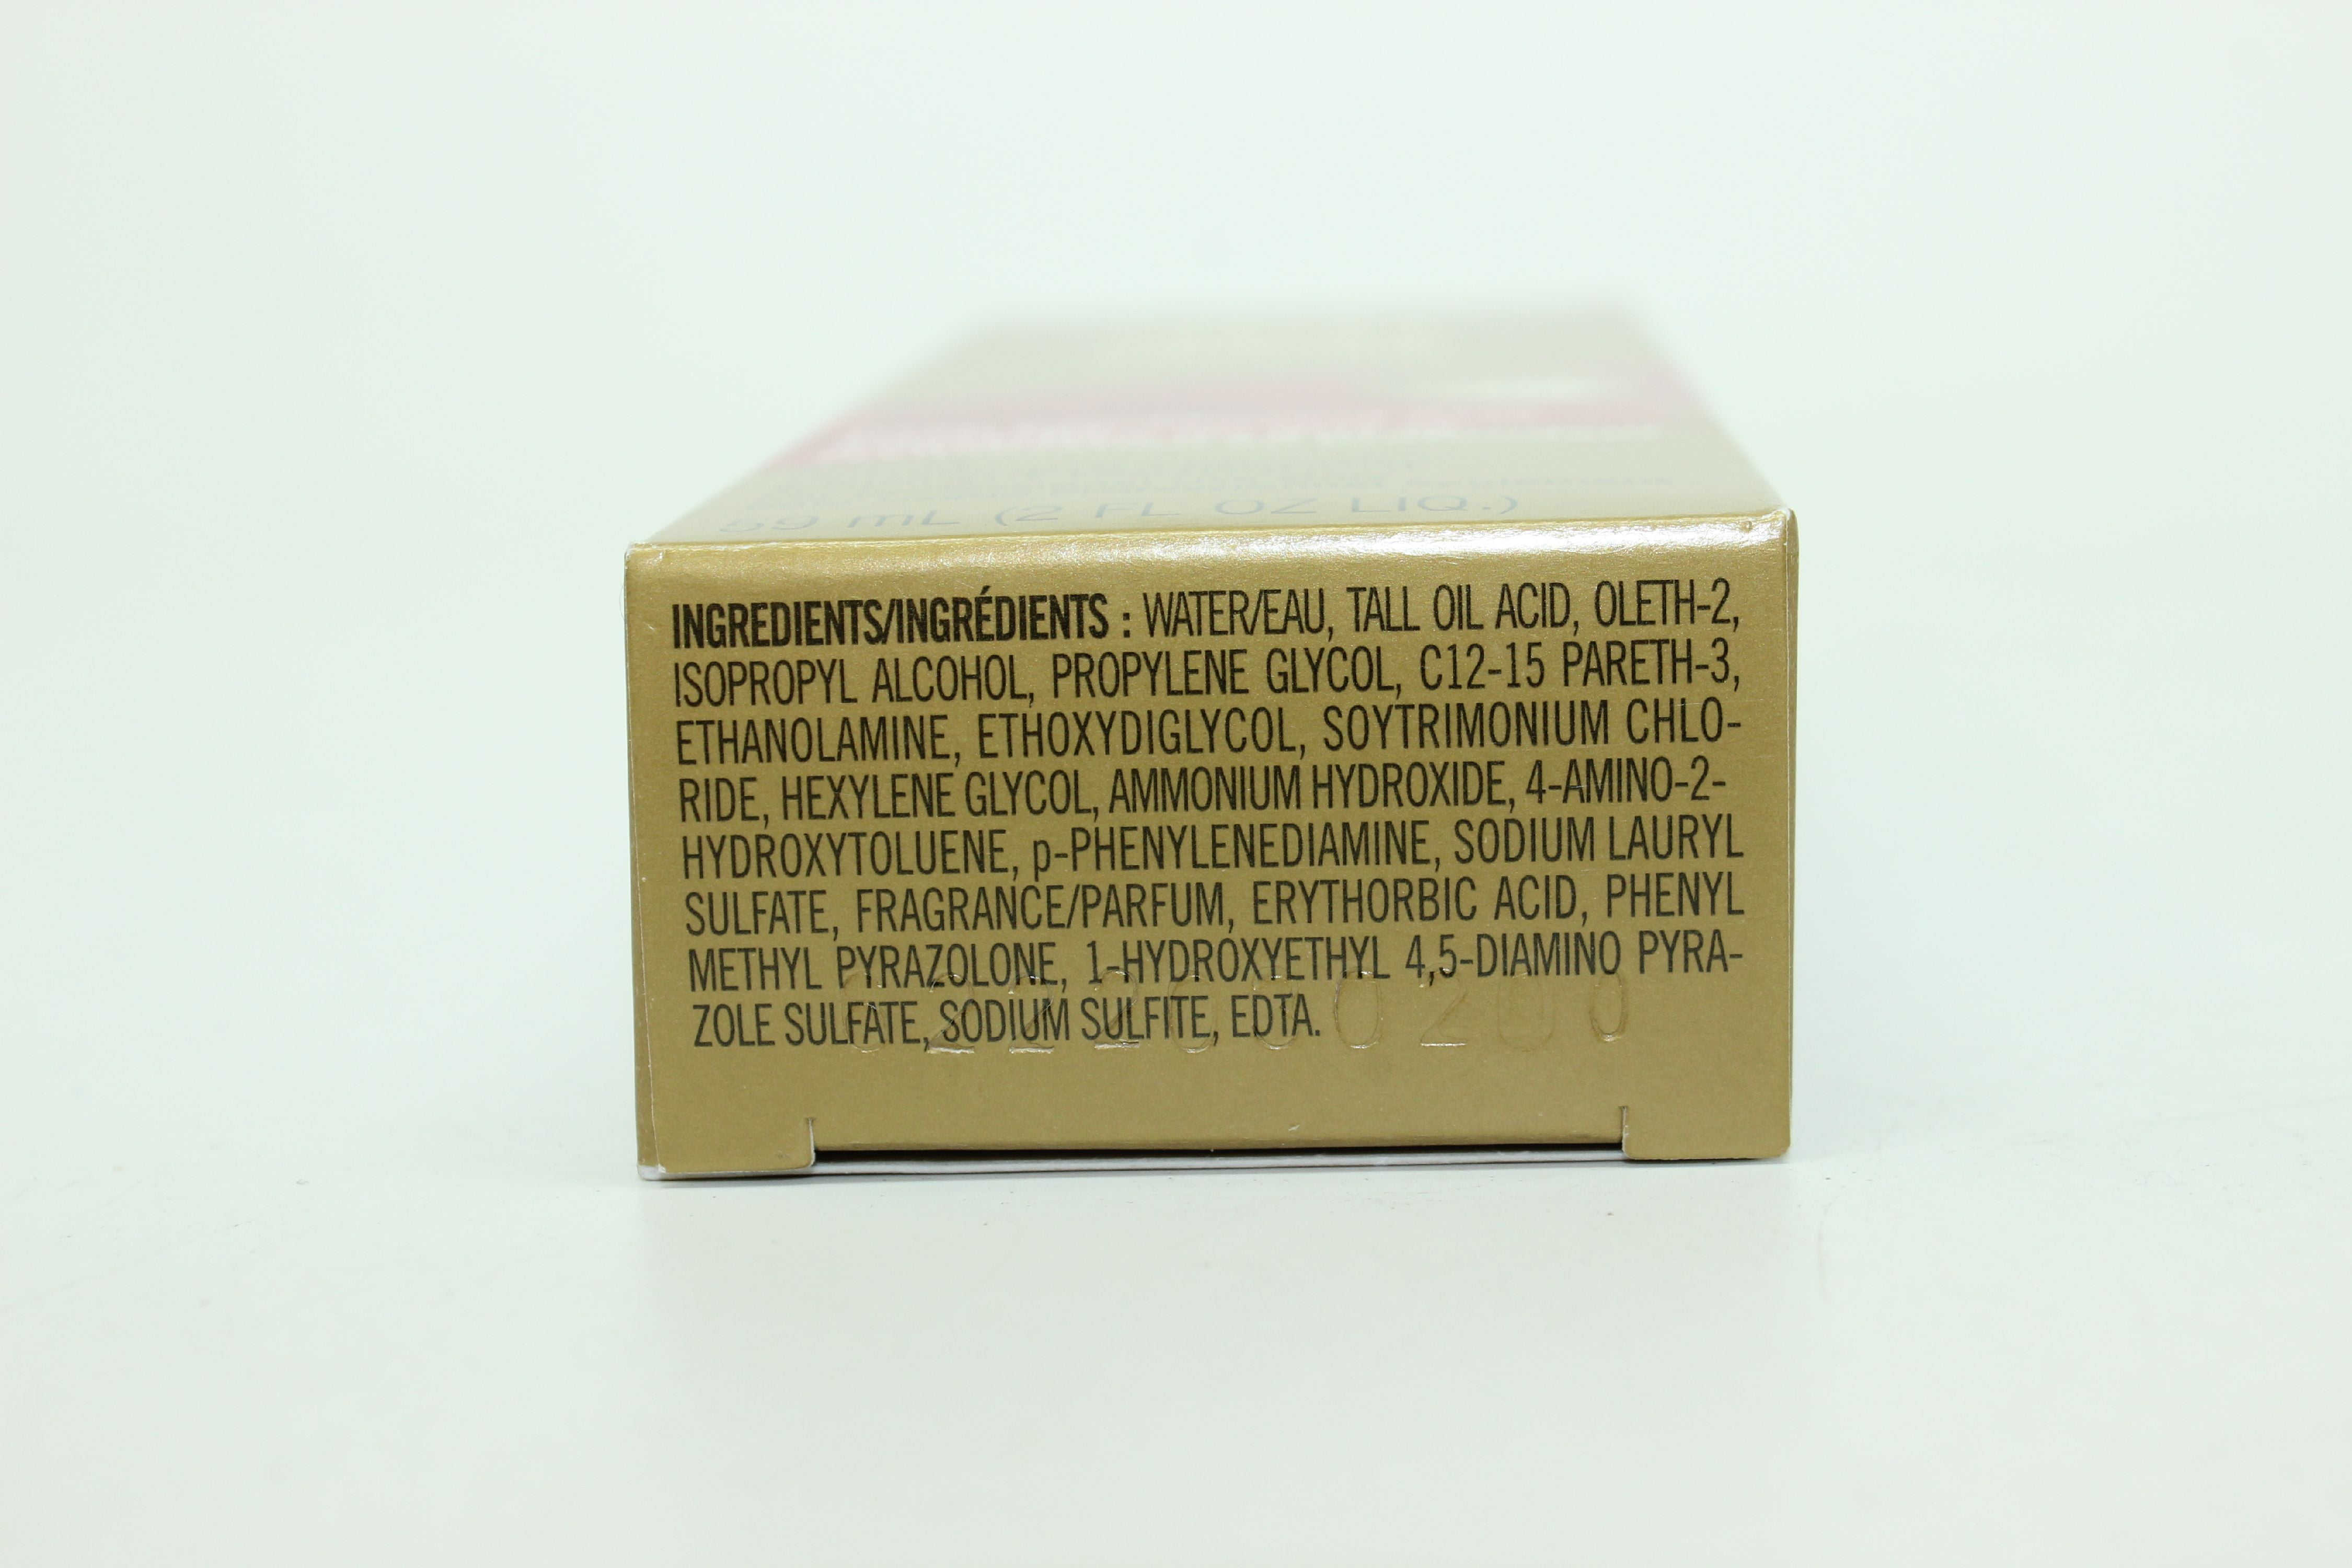 59 mL (2 FL OZ LIQ.)
INGREDIENTS/INGRÉDIENTS : WATER/EAU, TALL OIL ACID, OLETH-2,
ISOPROPYL ALCOHOL, PROPYLENE GLYCOL, C12-15 PARETH-3,
ETHANOLAMINE, ETHOXYDIGLYCOL, SOYTRIMONIUM CHLO-
RIDE, HEXYLENE GLYCOL, AMMONIUM HYDROXIDE, 4-AMINO-2-
HYDROXYTOLUENE, p-PHENYLENEDIAMINE, SODIUM LAURYL
SULFATE, FRAGRANCE/PARFUM, ERYTHORBIC ACID, PHENYL
METHYL PYRAZOLONE, 1-HYDROXYETHYL 4,5-DIAMINO PYRA-
ZOLE SULFATE, SODIUM SULFITE, EDTA.